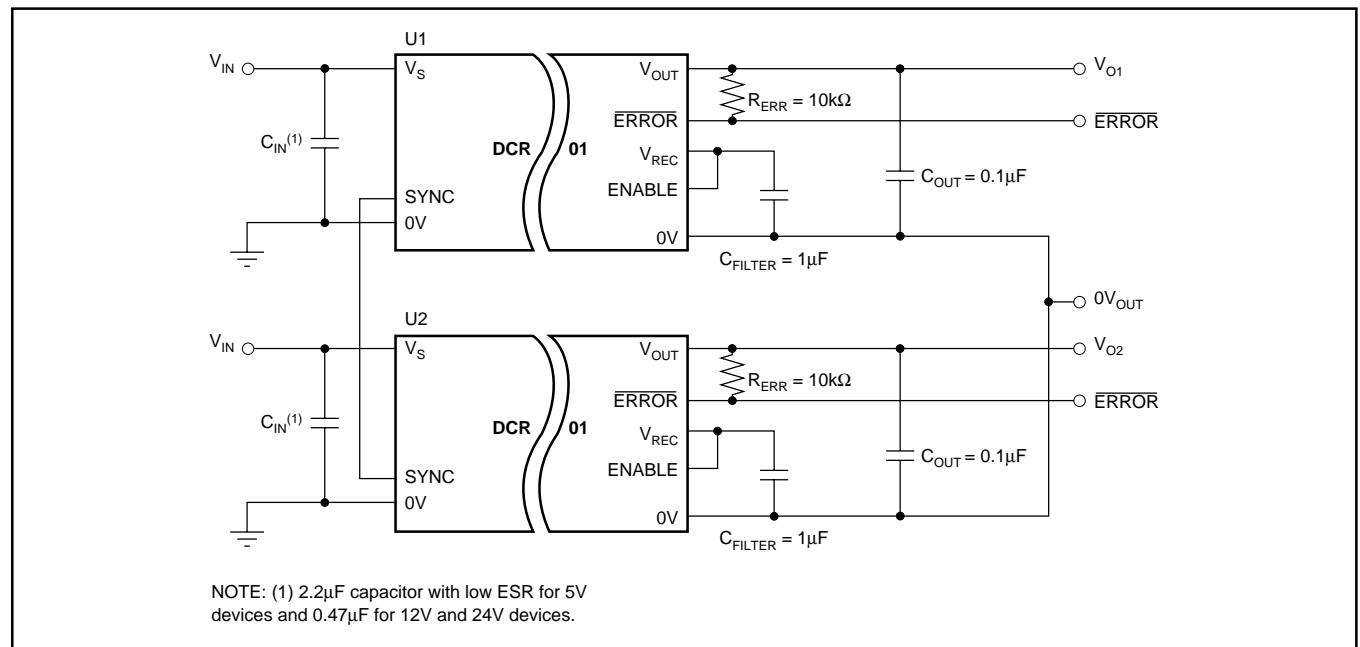 U1
V_IN
V_S
C_IN(1)
SYNC
0V
DCR 01
V_OUT
R_ERR = 10kΩ
ERROR
V_REC
ENABLE
0V
C_FILTER = 1μF
C_OUT = 0.1μF
V_O1
ERROR
0V_OUT
U2
V_IN
V_S
C_IN(1)
SYNC
0V
DCR 01
V_OUT
R_ERR = 10kΩ
ERROR
V_REC
ENABLE
0V
C_FILTER = 1μF
C_OUT = 0.1μF
V_O2
ERROR
NOTE: (1) 2.2μF capacitor with low ESR for 5V
devices and 0.47μF for 12V and 24V devices.